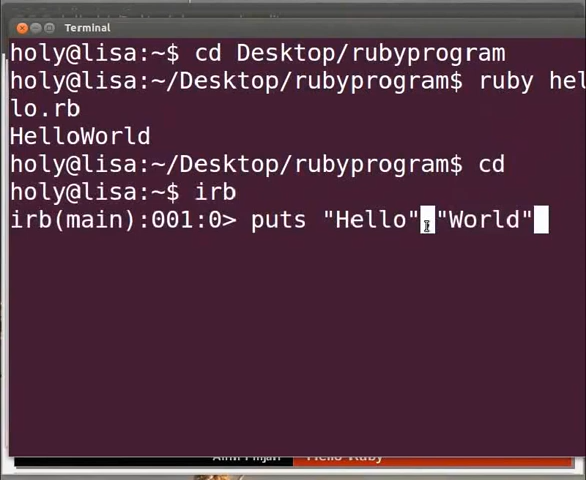 Terminal
holy@lisa:~$ cd Desktop/rubyprogram
holy@lisa:~/Desktop/rubyprogram$ ruby hel
lo.rb
HelloWorld
holy@lisa:~/Desktop/rubyprogram$ cd
holy@lisa:~$ irb
irb(main):001:0> puts "Hello","World"
Hello Ruby